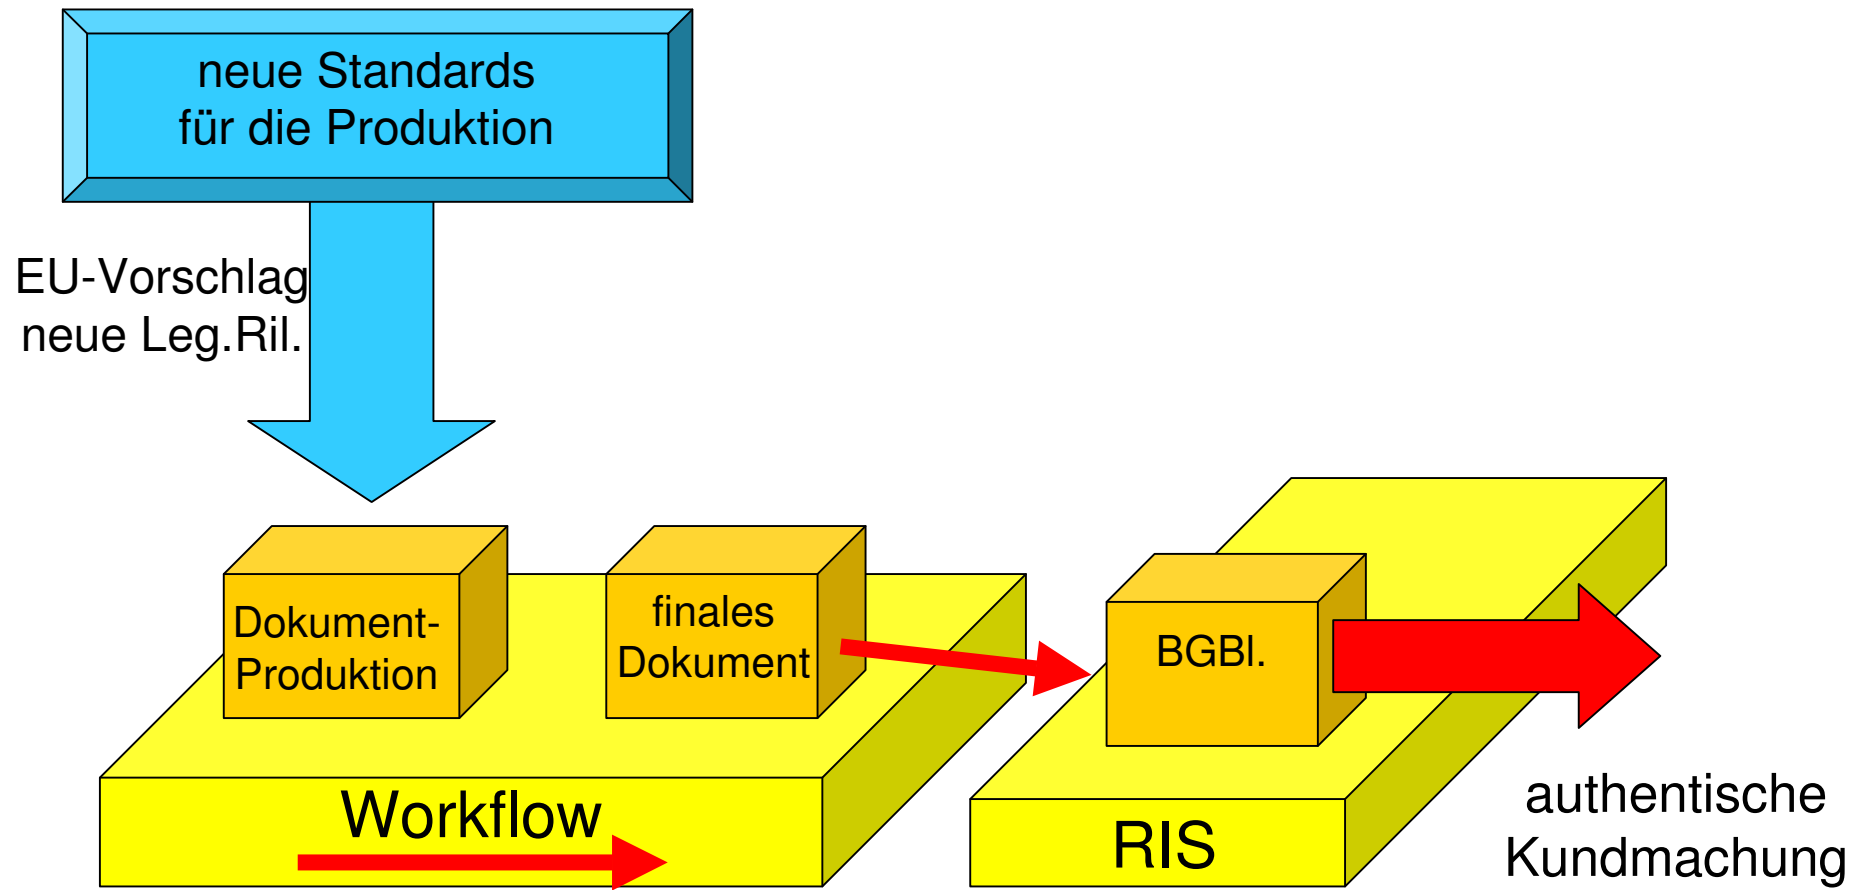 neue Standards
für die Produktion
EU-Vorschlag
neue Leg.Ril.
Dokument-
Produktion
finales
Dokument
BGBl.
Workflow
RIS
authentische
Kundmachung